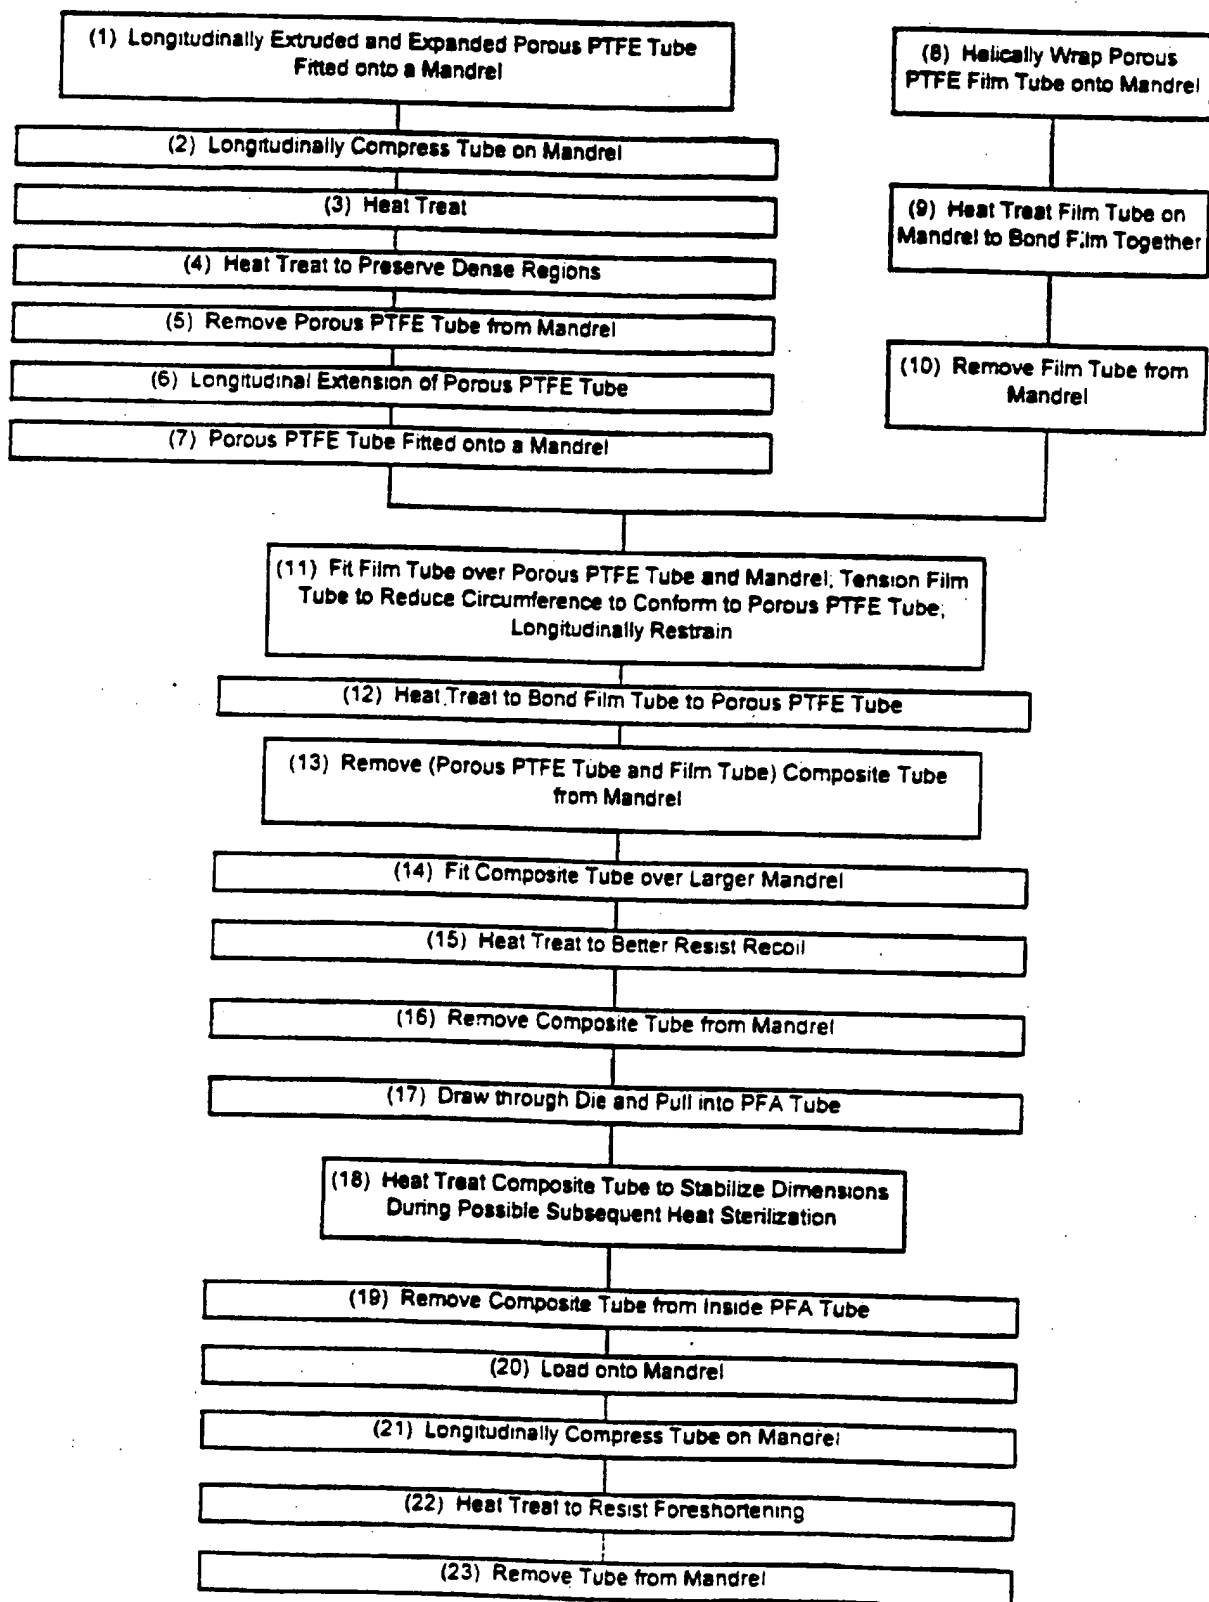 (1) Longitudinally Extruded and Expanded Porous PTFE Tube
Fitted onto a Mandrel
(2) Longitudinally Compress Tube on Mandrel
(3) Heat Treat
(4) Heat Treat to Preserve Dense Regions
(5) Remove Porous PTFE Tube from Mandrel
(6) Longitudinal Extension of Porous PTFE Tube
(7) Porous PTFE Tube Fitted onto a Mandrel
(8) Helically Wrap Porous
PTFE Film Tube onto Mandrel
(9) Heat Treat Film Tube on
Mandrel to Bond Film Together
(10) Remove Film Tube from
Mandrel
(11) Fit Film Tube over Porous PTFE Tube and Mandrel; Tension Film
Tube to Reduce Circumference to Conform to Porous PTFE Tube;
Longitudinally Restrain
(12) Heat Treat to Bond Film Tube to Porous PTFE Tube
(13) Remove (Porous PTFE Tube and Film Tube) Composite Tube
from Mandrel
(14) Fit Composite Tube over Larger Mandrel
(15) Heat Treat to Better Resist Recoil
(16) Remove Composite Tube from Mandrel
(17) Draw through Die and Pull into PFA Tube
(18) Heat Treat Composite Tube to Stabilize Dimensions
During Possible Subsequent Heat Sterilization
(19) Remove Composite Tube from Inside PFA Tube
(20) Load onto Mandrel
(21) Longitudinally Compress Tube on Mandrel
(22) Heat Treat to Resist Foreshortening
(23) Remove Tube from Mandrel